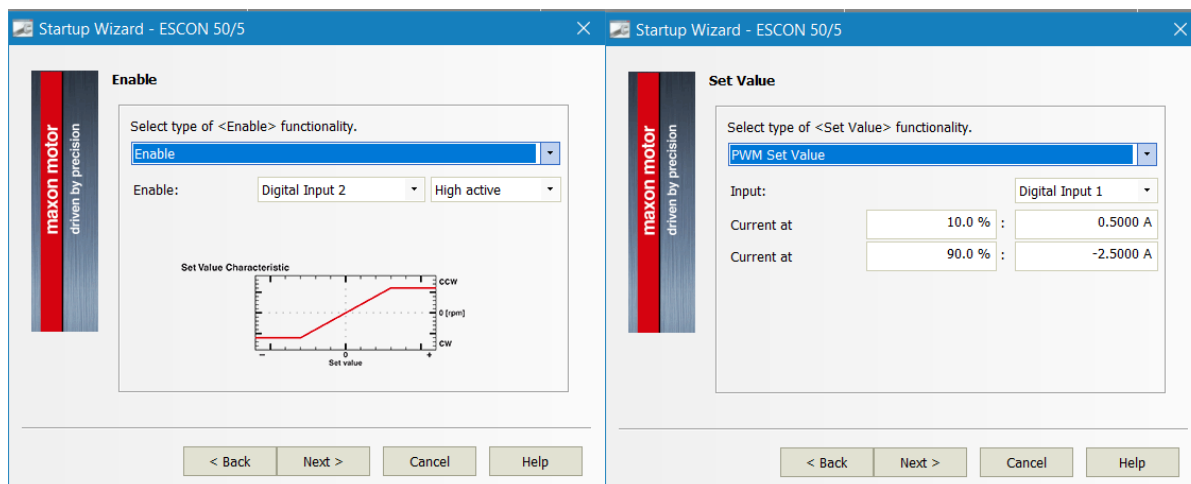 Startup Wizard - ESCON 50/5
Enable
maxon motor
driven by precision
Select type of <Enable> functionality.
Enable
Enable: Digital Input 2 High active
Set Value Characteristic
CCW
0 [rpm]
CW
− 0 +
Set value
< Back Next > Cancel Help
Startup Wizard - ESCON 50/5
Set Value
maxon motor
driven by precision
Select type of <Set Value> functionality.
PWM Set Value
Input: Digital Input 1
Current at 10.0 % : 0.5000 A
Current at 90.0 % : -2.5000 A
< Back Next > Cancel Help